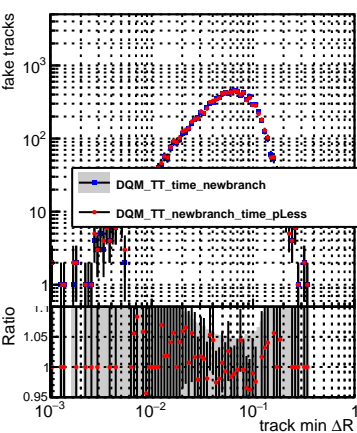 fake tracks
10³
10²
10
1
DQM_TT_time_newbranch
DQM_TT_newbranch_time_pLess
Ratio
1.1
1.05
1
0.95
10⁻³
10⁻²
10⁻¹
1
track min ΔR